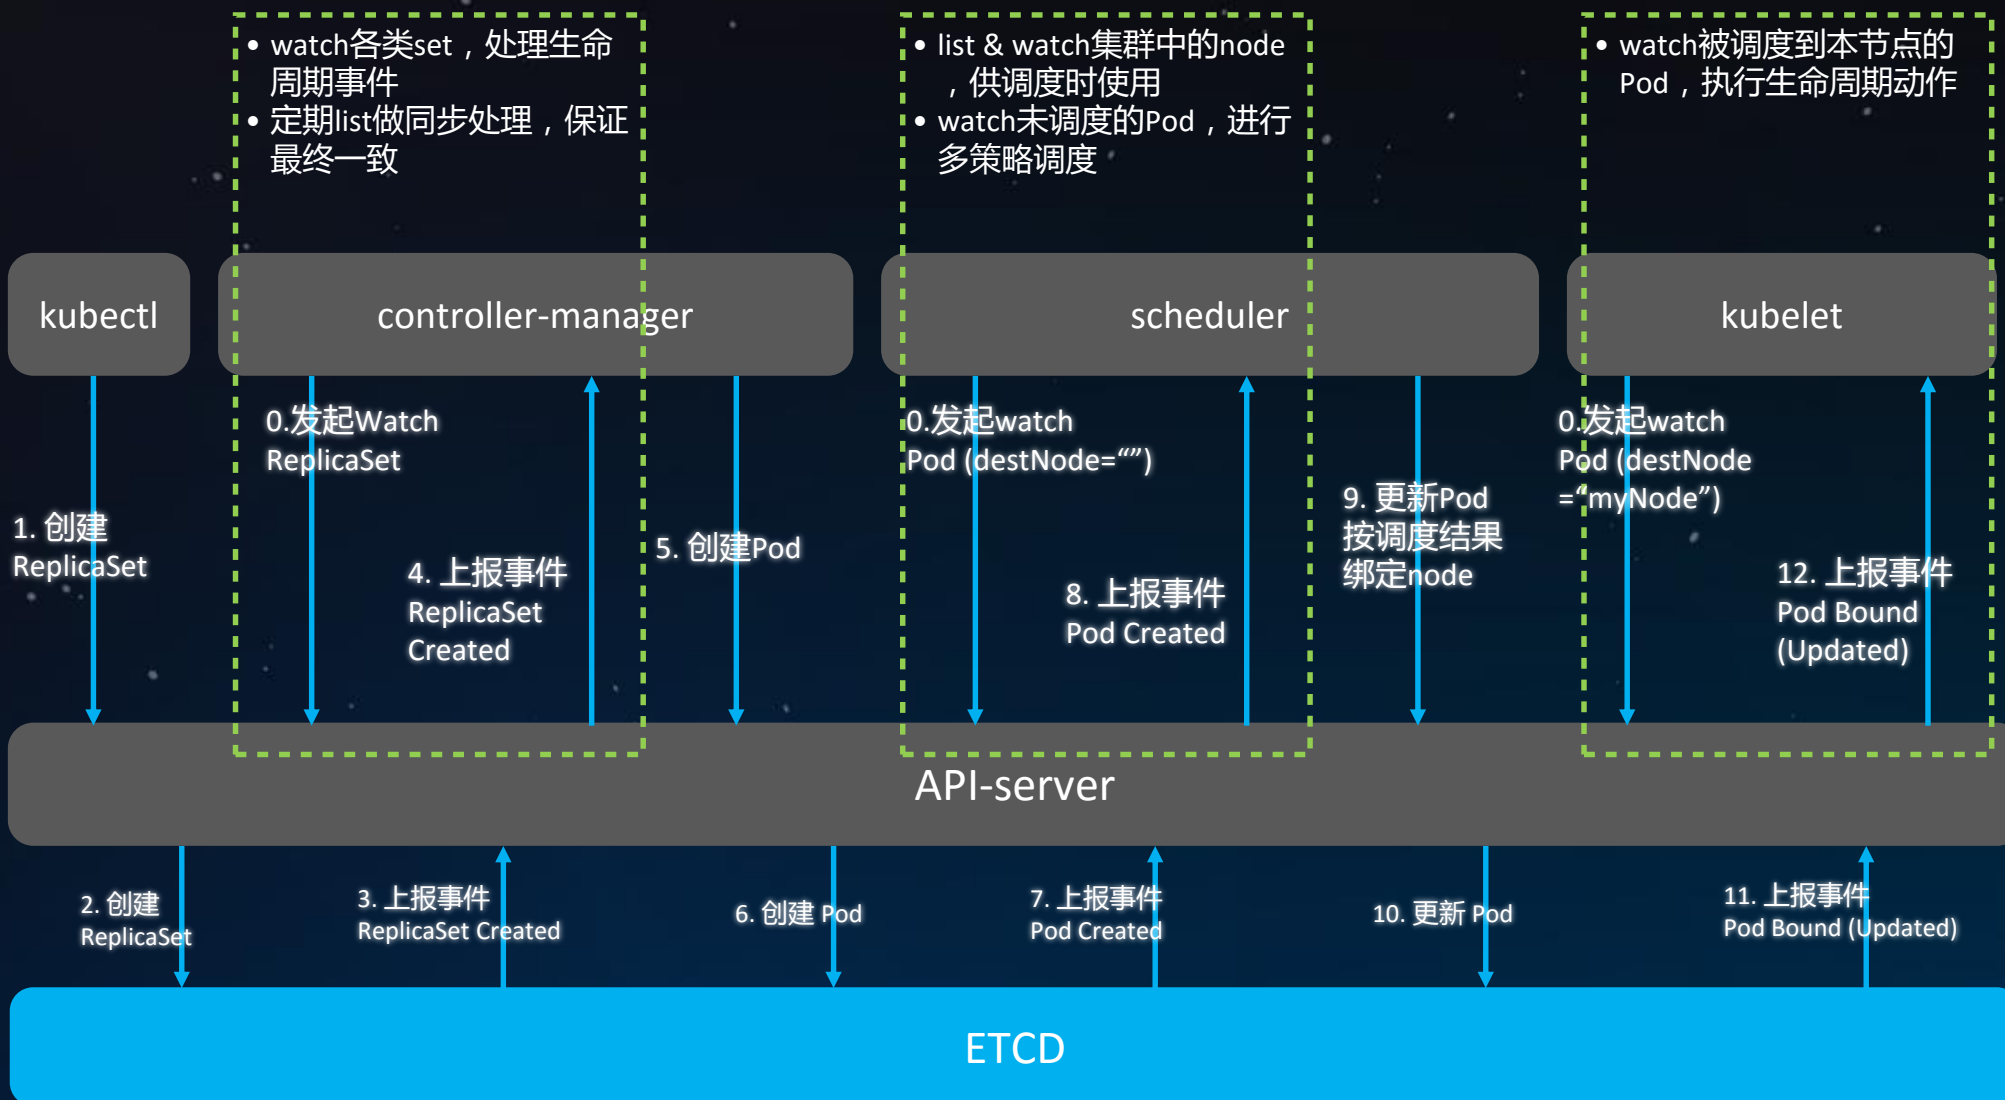 • watch各类set，处理生命
周期事件
• 定期list做同步处理，保证
最终一致
• list & watch集群中的node
，供调度时使用
• watch未调度的Pod，进行
多策略调度
• watch被调度到本节点的
Pod，执行生命周期动作
kubectl
controller-manager
scheduler
kubelet
1. 创建
ReplicaSet
0.发起Watch
ReplicaSet
4. 上报事件
ReplicaSet
Created
5. 创建Pod
0.发起watch
Pod (destNode=“”)
8. 上报事件
Pod Created
9. 更新Pod
按调度结果
绑定node
0.发起watch
Pod (destNode
=“myNode”)
12. 上报事件
Pod Bound
(Updated)
API-server
2. 创建
ReplicaSet
3. 上报事件
ReplicaSet Created
6. 创建 Pod
7. 上报事件
Pod Created
10. 更新 Pod
11. 上报事件
Pod Bound (Updated)
ETCD